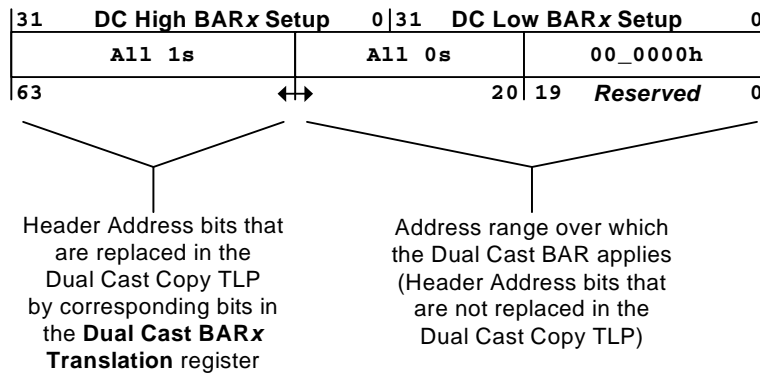 31 DC High BARx Setup 0 31 DC Low BARx Setup 0
All 1s All 0s 00_0000h
63 20 19 Reserved 0
Header Address bits that
are replaced in the
Dual Cast Copy TLP
by corresponding bits in
the Dual Cast BARx
Translation register
Address range over which
the Dual Cast BAR applies
(Header Address bits that
are not replaced in the
Dual Cast Copy TLP)